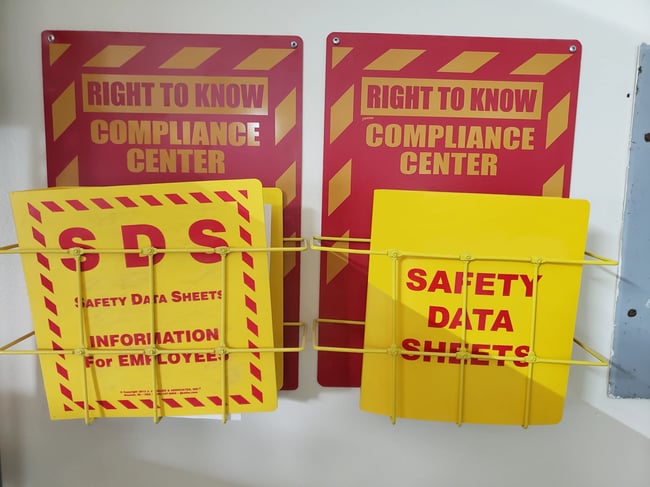 RIGHT TO KNOW
COMPLIANCE
CENTER
SDS
SAFETY DATA SHEETS
INFORMATION
For EMPLOYEES
RIGHT TO KNOW
COMPLIANCE
CENTER
SAFETY
DATA
SHEETS